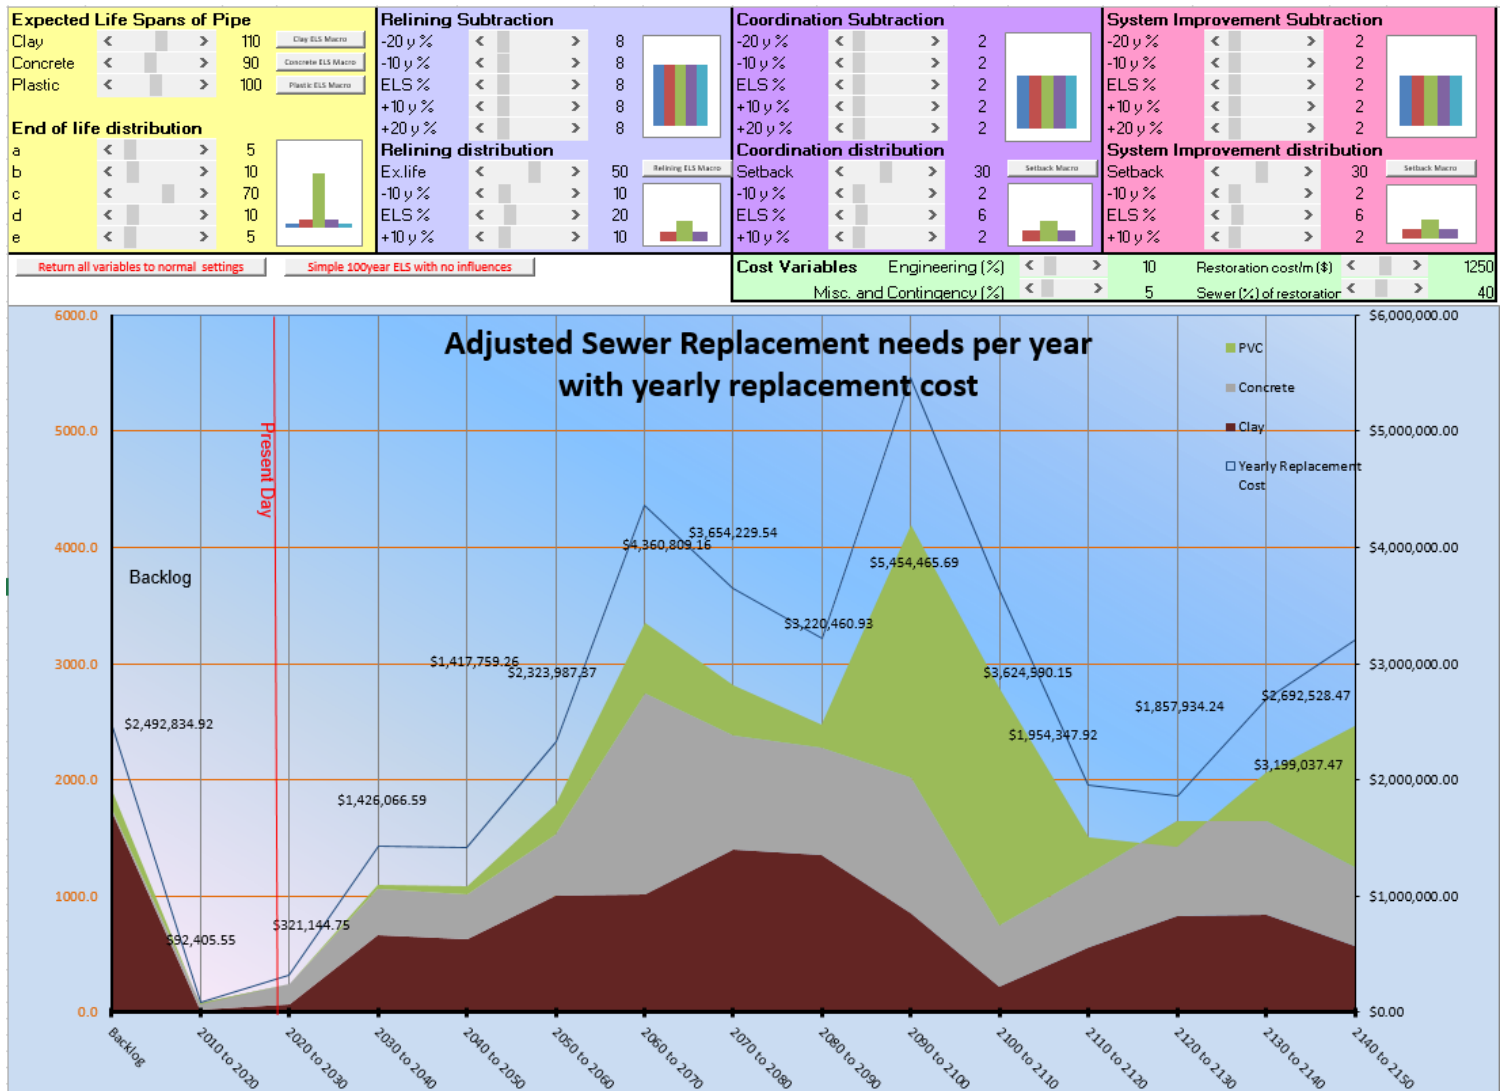 Expected Life Spans of Pipe
Clay < > 110 Clay ELS Macro
Concrete < > 90 Concrete ELS Macro
Plastic < > 100 Plastic ELS Macro
End of life distribution
a < > 5
b < > 10
c < > 70
d < > 10
e < > 5
Relining Subtraction
-20 y % < > 8
-10 y % < > 8
ELS % < > 8
+10 y % < > 8
+20 y % < > 8
Relining distribution
Ex.life < > 50 Relining ELS Macro
-10 y % < > 10
ELS % < > 20
+10 y % < > 10
Coordination Subtraction
-20 y % < > 2
-10 y % < > 2
ELS % < > 2
+10 y % < > 2
+20 y % < > 2
Coordination distribution
Setback < > 30 Setback Macro
-10 y % < > 2
ELS % < > 6
+10 y % < > 2
System Improvement Subtraction
-20 y % < > 2
-10 y % < > 2
ELS % < > 2
+10 y % < > 2
+20 y % < > 2
System Improvement distribution
Setback < > 30 Setback Macro
-10 y % < > 2
ELS % < > 6
+10 y % < > 2
Return all variables to normal settings
Simple 100year ELS with no influences
Cost Variables Engineering (%) < > 10 Restoration cost/m ($) < > 1250
Misc. and Contingency (%) < > 5 Sewer (%) of restoration < > 40
Adjusted Sewer Replacement needs per year
with yearly replacement cost
6000.0
5000.0
4000.0
3000.0
2000.0
1000.0
0.0
$6,000,000.00
$5,000,000.00
$4,000,000.00
$3,000,000.00
$2,000,000.00
$1,000,000.00
$0.00
PVC
Concrete
Clay
Yearly Replacement
Cost
Present Day
Backlog
$2,492,834.92
$92,405.55
$321,144.75
$1,426,066.59
$1,417,759.26
$2,323,987.37
$4,360,809.16
$3,654,229.54
$3,220,460.93
$5,454,465.69
$3,624,990.15
$1,954,347.92
$1,857,934.24
$2,692,528.47
$3,199,037.47
Backlog
2010 to 2020
2020 to 2030
2030 to 2040
2040 to 2050
2050 to 2060
2060 to 2070
2070 to 2080
2080 to 2090
2090 to 2100
2100 to 2110
2110 to 2120
2120 to 2130
2130 to 2140
2140 to 2150